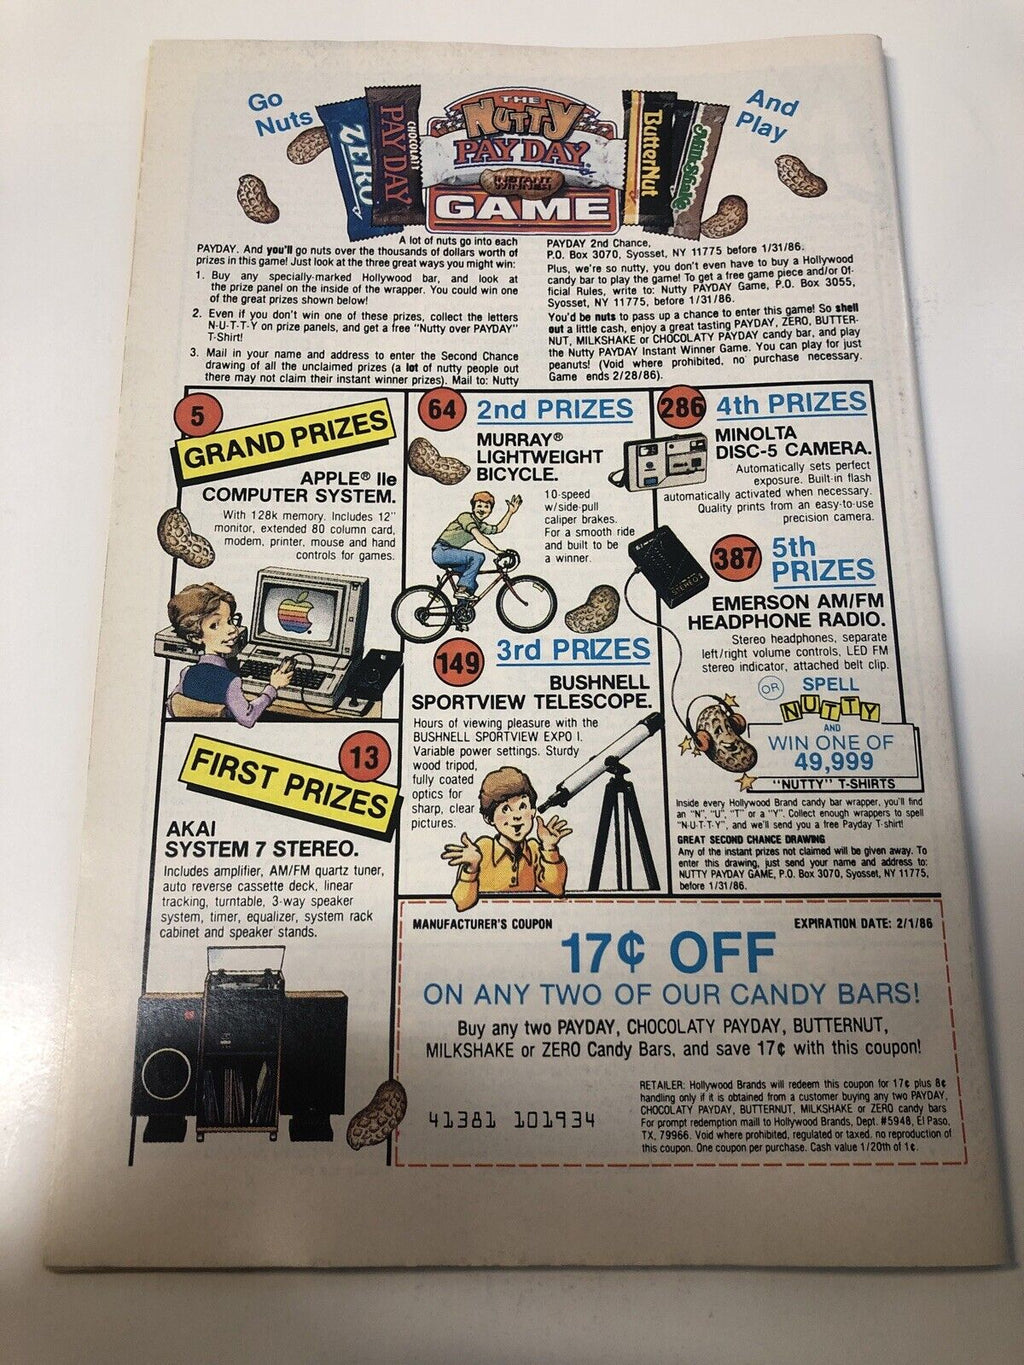 Go
Nuts
And
Play
ZERO
CHOCOLATY
PAY DAY
THE
NUTTY
PAY DAY
INSTANT
WINNER
GAME
ButterNut
Milkshake
A lot of nuts go into each
PAYDAY. And you'll go nuts over the thousands of dollars worth of
prizes in this game! Just look at the three great ways you might win:
1. Buy any specially-marked Hollywood bar, and look at
the prize panel on the inside of the wrapper. You could win one
of the great prizes shown below!
2. Even if you don't win one of these prizes, collect the letters
N-U-T-T-Y on prize panels, and get a free "Nutty over PAYDAY"
T-Shirt!
3. Mail in your name and address to enter the Second Chance
drawing of all the unclaimed prizes (a lot of nutty people out
there may not claim their instant winner prizes). Mail to: Nutty
PAYDAY 2nd Chance,
P.O. Box 3070, Syosset, NY 11775 before 1/31/86.
Plus, we're so nutty, you don't even have to buy a Hollywood
candy bar to play the game! To get a free game piece and/or Of-
ficial Rules, write to: Nutty PAYDAY Game, P.O. Box 3055,
Syosset, NY 11775, before 1/31/86.
You'd be nuts to pass up a chance to enter this game! So shell
out a little cash, enjoy a great tasting PAYDAY, ZERO, BUTTER-
NUT, MILKSHAKE or CHOCOLATY PAYDAY candy bar, and play
the Nutty PAYDAY Instant Winner Game. You can play for just
peanuts! (Void where prohibited, no purchase necessary.
Game ends 2/28/86).
5
GRAND PRIZES
APPLE® IIe
COMPUTER SYSTEM.
With 128k memory. Includes 12"
monitor, extended 80 column card,
modem, printer, mouse and hand
controls for games.
13
FIRST PRIZES
AKAI
SYSTEM 7 STEREO.
Includes amplifier, AM/FM quartz tuner,
auto reverse cassette deck, linear
tracking, turntable, 3-way speaker
system, timer, equalizer, system rack
cabinet and speaker stands.
64
2nd PRIZES
MURRAY®
LIGHTWEIGHT
BICYCLE.
10-speed
w/side-pull
caliper brakes.
For a smooth ride
and built to be
a winner.
149
3rd PRIZES
BUSHNELL
SPORTVIEW TELESCOPE.
Hours of viewing pleasure with the
BUSHNELL SPORTVIEW EXPO I.
Variable power settings. Sturdy
wood tripod,
fully coated
optics for
sharp, clear
pictures.
286
4th PRIZES
MINOLTA
DISC-5 CAMERA.
Automatically sets perfect
exposure. Built-in flash
automatically activated when necessary.
Quality prints from an easy-to-use
precision camera.
387
5th
PRIZES
STEREO
EMERSON AM/FM
HEADPHONE RADIO.
Stereo headphones, separate
left/right volume controls, LED FM
stereo indicator, attached belt clip.
OR
SPELL
NUTTY
AND
WIN ONE OF
49,999
"NUTTY" T-SHIRTS
Inside every Hollywood Brand candy bar wrapper, you'll find
an "N", "U", "T" or a "Y". Collect enough wrappers to spell
"N-U-T-T-Y", and we'll send you a free Payday T-shirt!
GREAT SECOND CHANCE DRAWING
Any of the instant prizes not claimed will be given away. To
enter this drawing, just send your name and address to:
NUTTY PAYDAY GAME, P.O. Box 3070, Syosset, NY 11775,
before 1/31/86.
MANUFACTURER'S COUPON
EXPIRATION DATE: 2/1/86
17¢ OFF
ON ANY TWO OF OUR CANDY BARS!
Buy any two PAYDAY, CHOCOLATY PAYDAY, BUTTERNUT,
MILKSHAKE or ZERO Candy Bars, and save 17¢ with this coupon!
41381 101934
RETAILER: Hollywood Brands will redeem this coupon for 17¢ plus 8¢
handling only if it is obtained from a customer buying any two PAYDAY,
CHOCOLATY PAYDAY, BUTTERNUT, MILKSHAKE or ZERO candy bars
For prompt redemption maill to Hollywood Brands, Dept. #5948, El Paso,
TX, 79966. Void where prohibited, regulated or taxed. no reproduction of
this coupon. One coupon per purchase. Cash value 1/20th of 1¢.